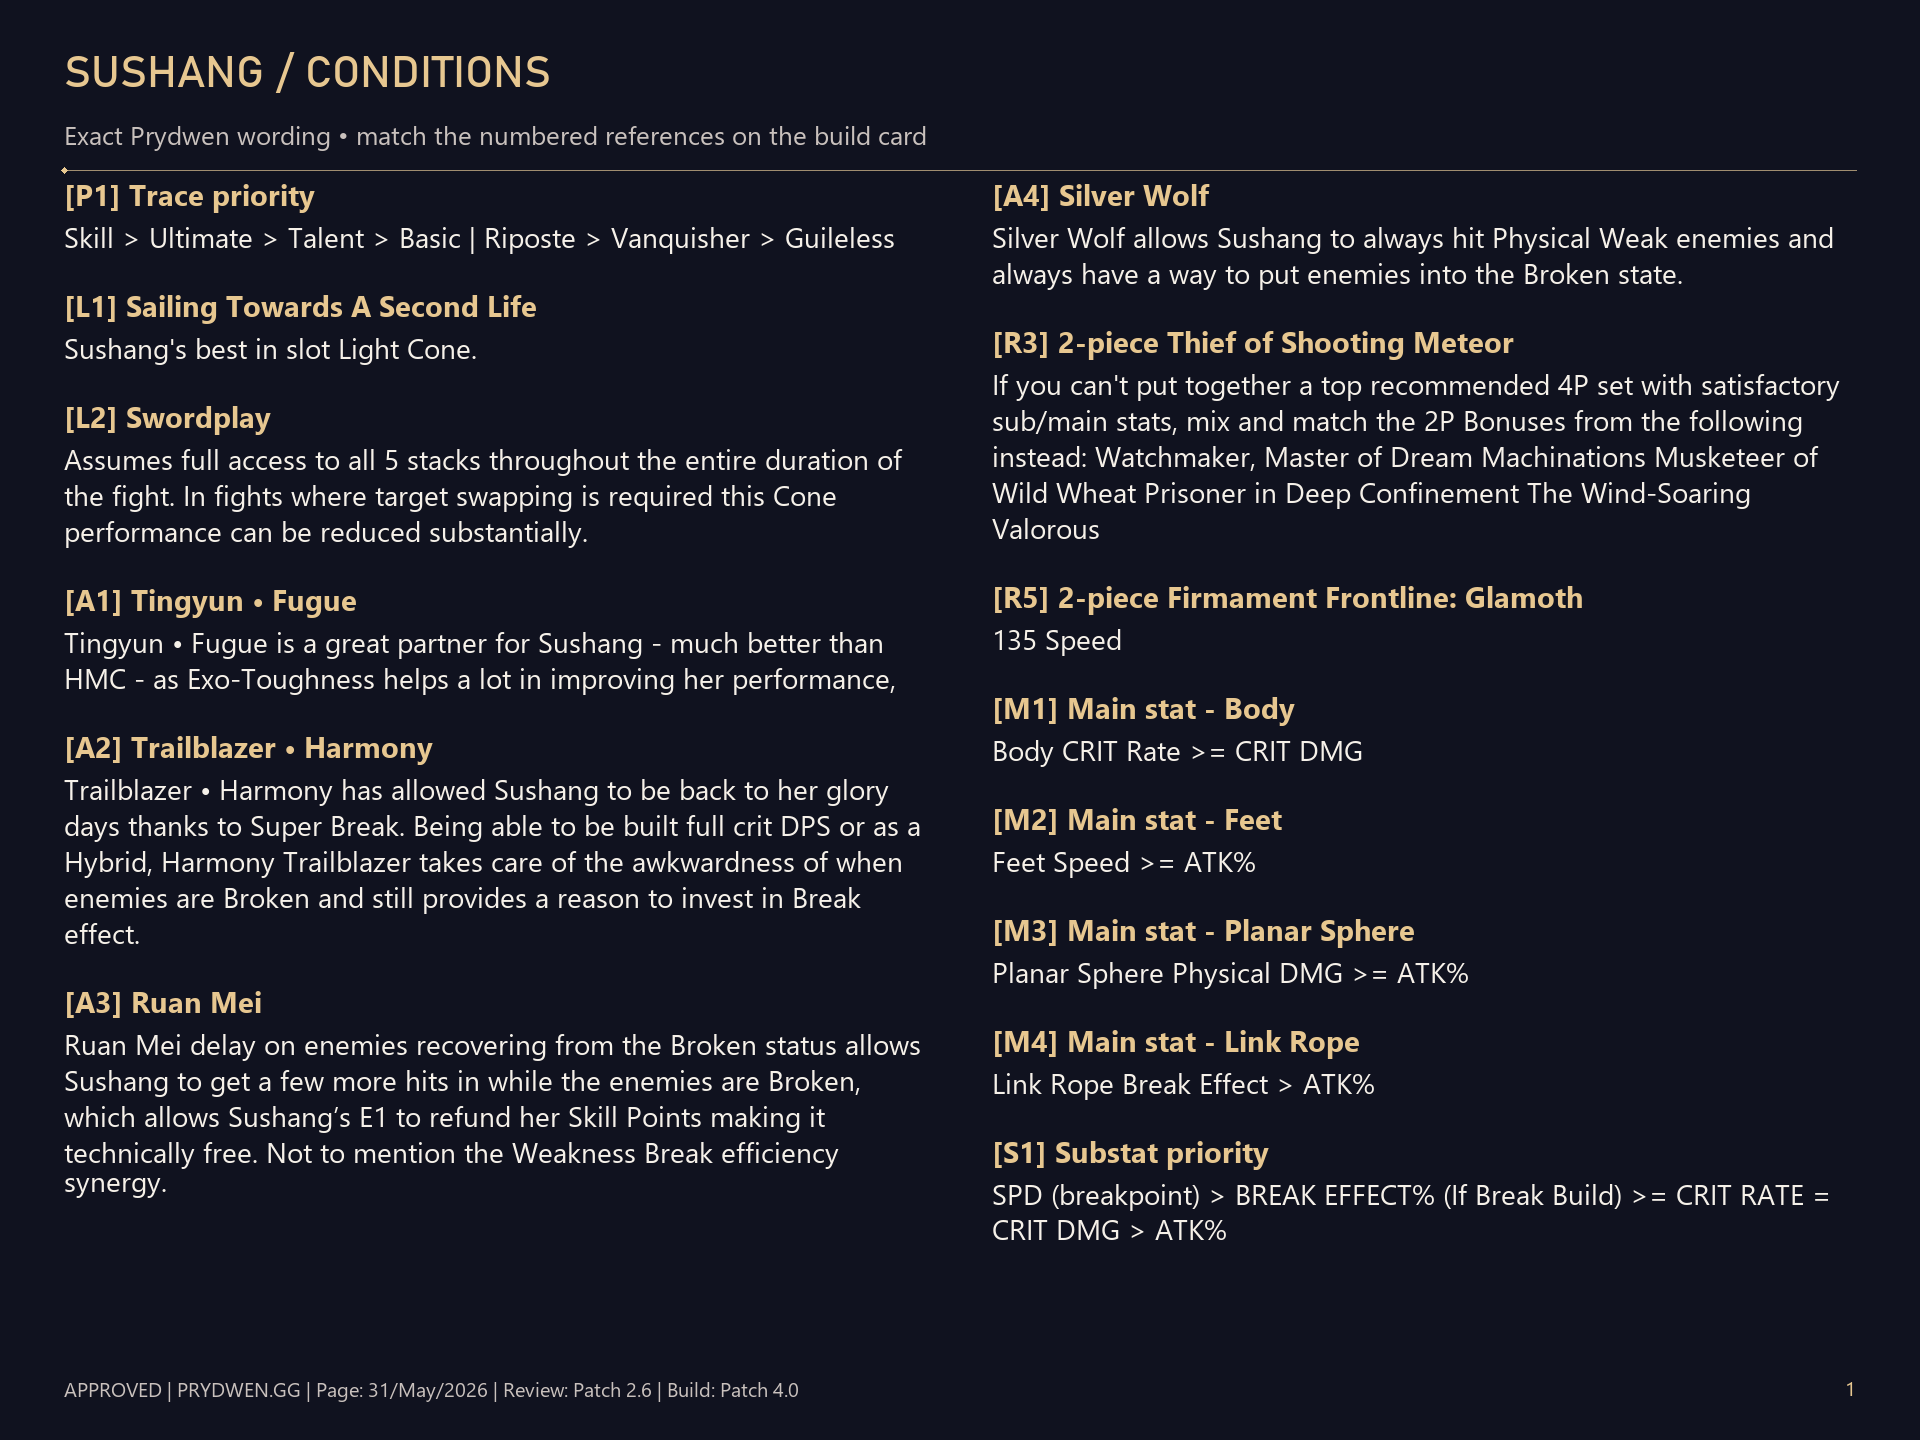 SUSHANG / CONDITIONS
Exact Prydwen wording • match the numbered references on the build card
[P1] Trace priority
Skill > Ultimate > Talent > Basic | Riposte > Vanquisher > Guileless
[L1] Sailing Towards A Second Life
Sushang's best in slot Light Cone.
[L2] Swordplay
Assumes full access to all 5 stacks throughout the entire duration of
the fight. In fights where target swapping is required this Cone
performance can be reduced substantially.
[A1] Tingyun • Fugue
Tingyun • Fugue is a great partner for Sushang - much better than
HMC - as Exo-Toughness helps a lot in improving her performance,
[A2] Trailblazer • Harmony
Trailblazer • Harmony has allowed Sushang to be back to her glory
days thanks to Super Break. Being able to be built full crit DPS or as a
Hybrid, Harmony Trailblazer takes care of the awkwardness of when
enemies are Broken and still provides a reason to invest in Break
effect.
[A3] Ruan Mei
Ruan Mei delay on enemies recovering from the Broken status allows
Sushang to get a few more hits in while the enemies are Broken,
which allows Sushang’s E1 to refund her Skill Points making it
technically free. Not to mention the Weakness Break efficiency
synergy.
[A4] Silver Wolf
Silver Wolf allows Sushang to always hit Physical Weak enemies and
always have a way to put enemies into the Broken state.
[R3] 2-piece Thief of Shooting Meteor
If you can't put together a top recommended 4P set with satisfactory
sub/main stats, mix and match the 2P Bonuses from the following
instead: Watchmaker, Master of Dream Machinations Musketeer of
Wild Wheat Prisoner in Deep Confinement The Wind-Soaring
Valorous
[R5] 2-piece Firmament Frontline: Glamoth
135 Speed
[M1] Main stat - Body
Body CRIT Rate >= CRIT DMG
[M2] Main stat - Feet
Feet Speed >= ATK%
[M3] Main stat - Planar Sphere
Planar Sphere Physical DMG >= ATK%
[M4] Main stat - Link Rope
Link Rope Break Effect > ATK%
[S1] Substat priority
SPD (breakpoint) > BREAK EFFECT% (If Break Build) >= CRIT RATE =
CRIT DMG > ATK%
APPROVED | PRYDWEN.GG | Page: 31/May/2026 | Review: Patch 2.6 | Build: Patch 4.0
1